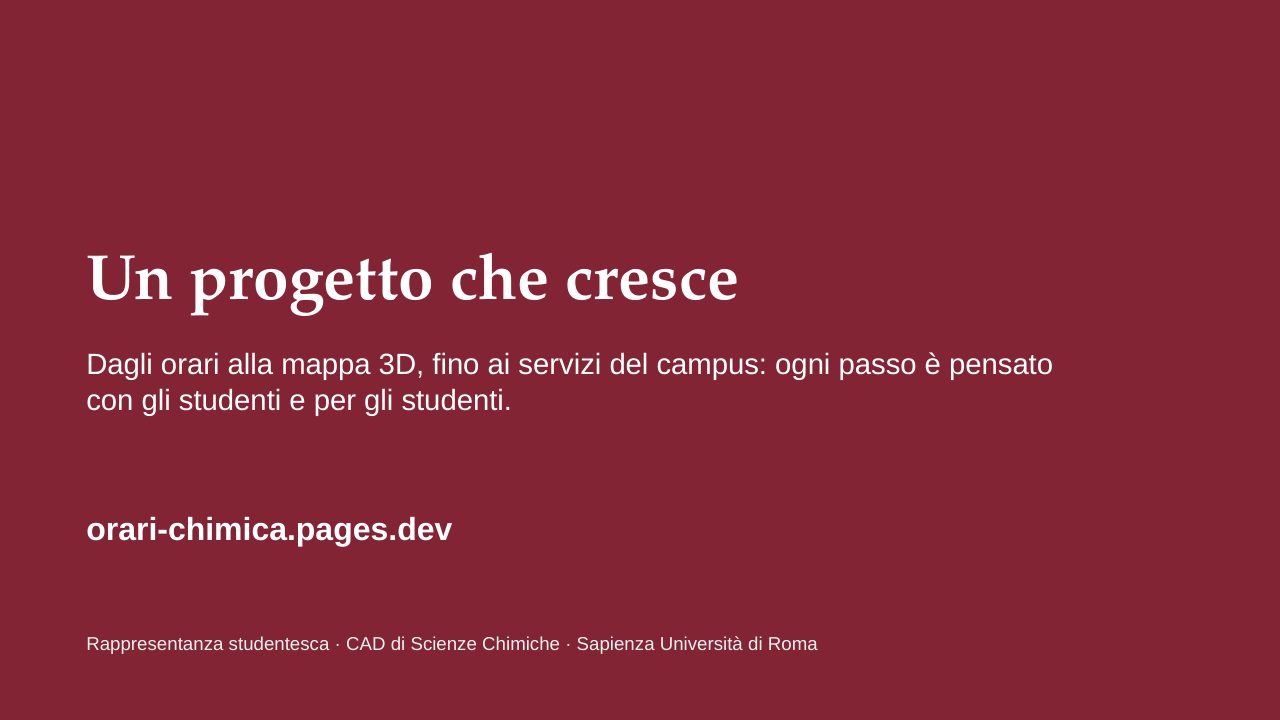 Un progetto che cresce
Dagli orari alla mappa 3D, fino ai servizi del campus: ogni passo è pensato
con gli studenti e per gli studenti.
orari-chimica.pages.dev
Rappresentanza studentesca · CAD di Scienze Chimiche · Sapienza Università di Roma